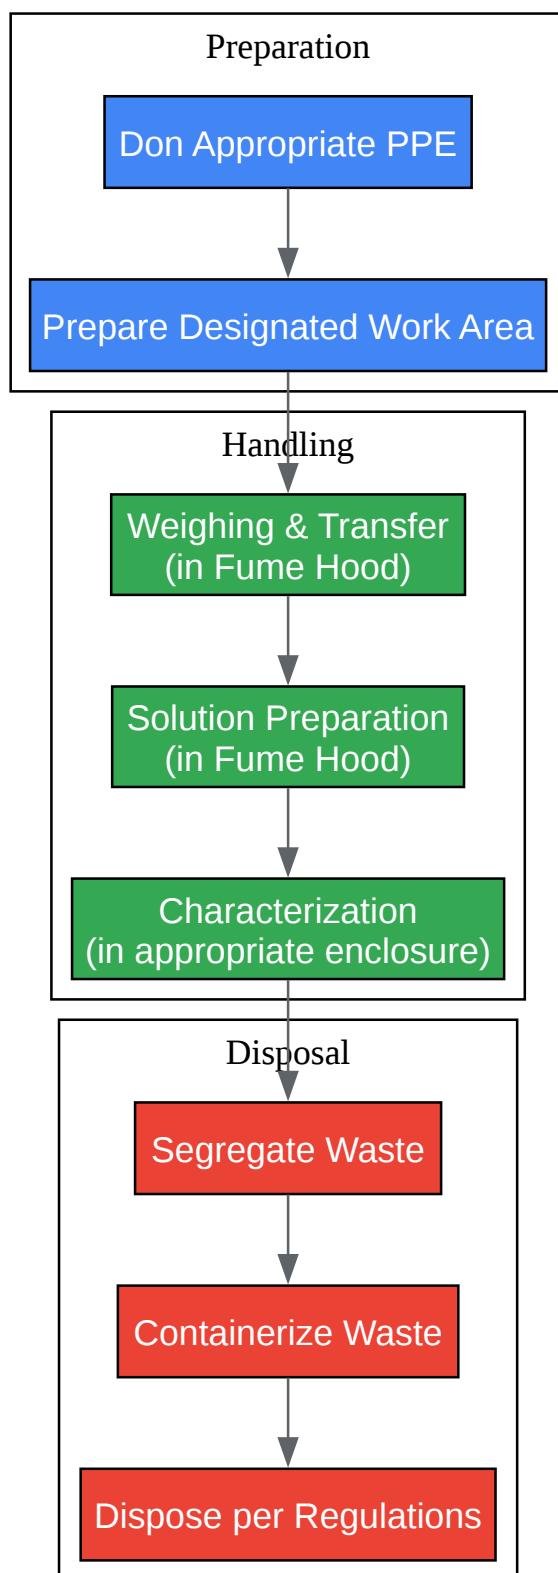 Preparation
Don Appropriate PPE
Prepare Designated Work Area
Handling
Weighing & Transfer
(in Fume Hood)
Solution Preparation
(in Fume Hood)
Characterization
(in appropriate enclosure)
Disposal
Segregate Waste
Containerize Waste
Dispose per Regulations